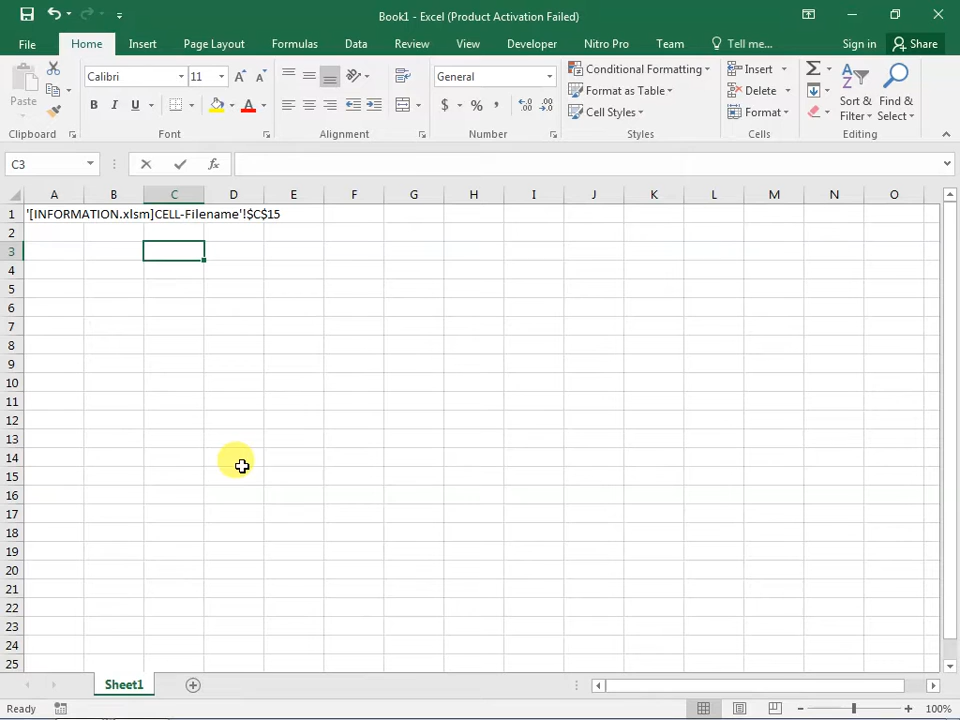 Book1 - Excel (Product Activation Failed)
File Home Insert Page Layout Formulas Data Review View Developer Nitro Pro Team Tell me... Sign in Share
Paste Calibri 11 General Conditional Formatting Insert
B I U $ % , Format as Table Delete Sort & Filter Find & Select
Cell Styles Format
Clipboard Font Alignment Number Styles Cells Editing
C3 fx
A B C D E F G H I J K L M N O
1 '[INFORMATION.xlsm]CELL-Filename'!$C$15
2
3
4
5
6
7
8
9
10
11
12
13
14
15
16
17
18
19
20
21
22
23
24
25
Sheet1
Ready 100%